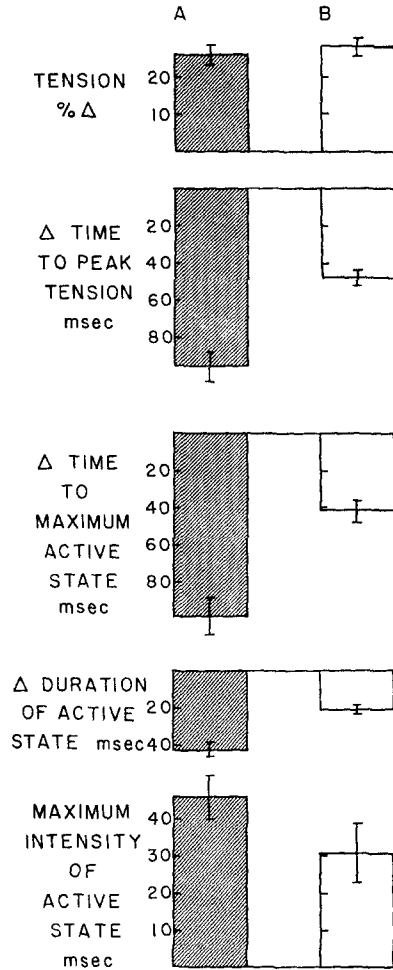 A B
TENSION
% Δ
20
10
Δ TIME
TO PEAK
TENSION
msec
20
40
60
80
Δ TIME
TO
MAXIMUM
ACTIVE
STATE
msec
20
40
60
80
Δ DURATION
OF ACTIVE
STATE msec
20
40
MAXIMUM
INTENSITY
OF
ACTIVE
STATE
msec
40
30
20
10